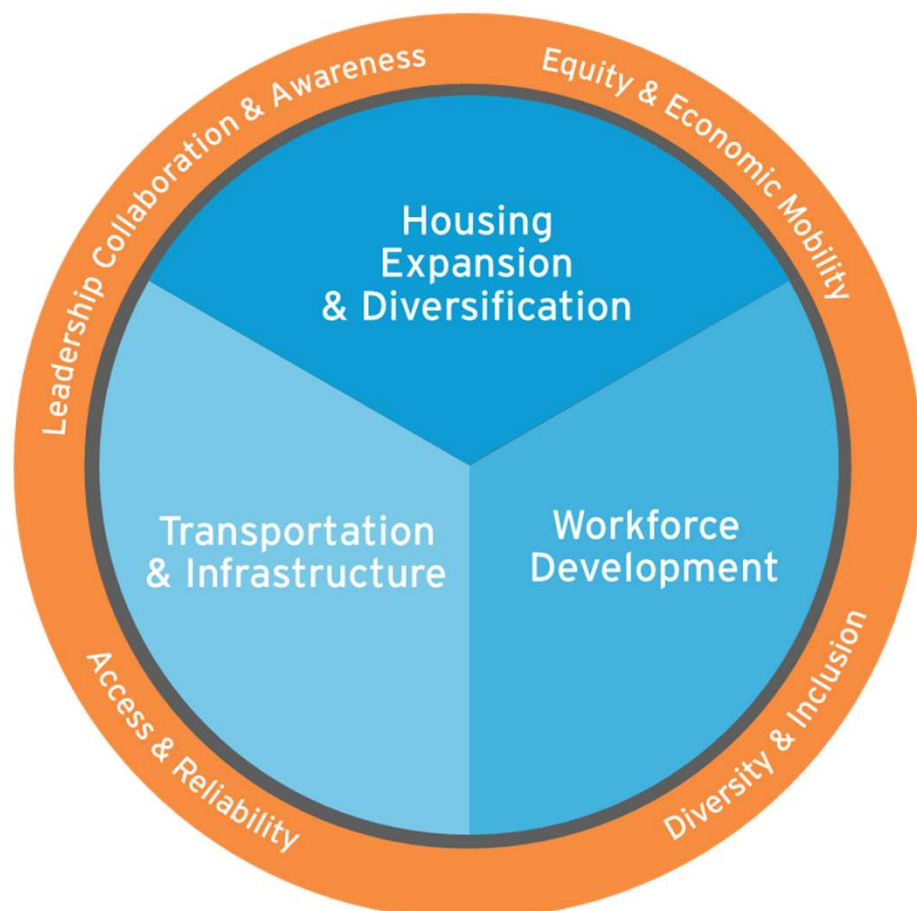 Leadership Collaboration & Awareness
Equity & Economic Mobility
Housing
Expansion
& Diversification
Transportation
& Infrastructure
Workforce
Development
Access & Reliability
Diversity & Inclusion